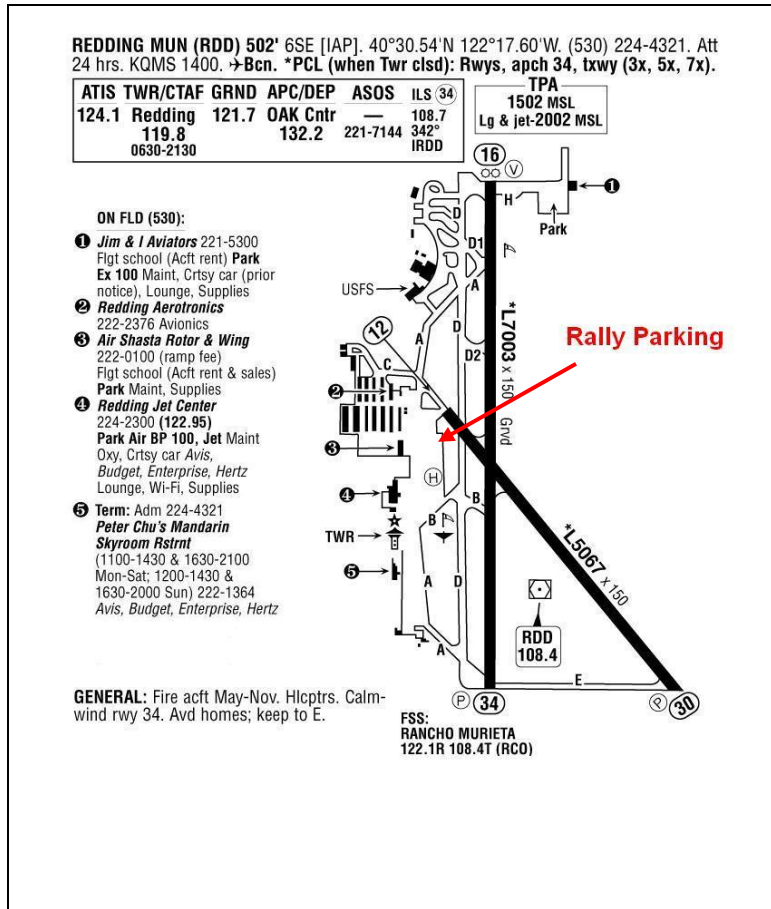 REDDING MUN (RDD) 502' 6SE [IAP]. 40°30.54'N 122°17.60'W. (530) 224-4321. Att
24 hrs. KQMS 1400. ✈Bcn. *PCL (when Twr clsd): Rwys, apch 34, txwy (3x, 5x, 7x).
ATIS TWR/CTAF GRND APC/DEP ASOS ILS 34
124.1 Redding 121.7 OAK Cntr — 108.7
119.8 132.2 221-7144 342°
0630-2130 IRDD
TPA
1502 MSL
Lg & jet-2002 MSL
16
V
1
H
Park
D
D1
A
USFS
12
A
D
D2
*L7003 x 150 Grvd
Rally Parking
C
2
3
H
4
B
B
TWR
5
A
D
*L5067 x 150
RDD
108.4
A
E
P
34
P
30
ON FLD (530):
1 Jim & I Aviators 221-5300
Flgt school (Acft rent) Park
Ex 100 Maint, Crtsy car (prior
notice), Lounge, Supplies
2 Redding Aerotronics
222-2376 Avionics
3 Air Shasta Rotor & Wing
222-0100 (ramp fee)
Flgt school (Acft rent & sales)
Park Maint, Supplies
4 Redding Jet Center
224-2300 (122.95)
Park Air BP 100, Jet Maint
Oxy, Crtsy car Avis,
Budget, Enterprise, Hertz
Lounge, Wi-Fi, Supplies
5 Term: Adm 224-4321
Peter Chu's Mandarin
Skyroom Rstrnt
(1100-1430 & 1630-2100
Mon-Sat; 1200-1430 &
1630-2000 Sun) 222-1364
Avis, Budget, Enterprise, Hertz
GENERAL: Fire acft May-Nov. Hlcptrs. Calm-
wind rwy 34. Avd homes; keep to E.
FSS:
RANCHO MURIETA
122.1R 108.4T (RCO)